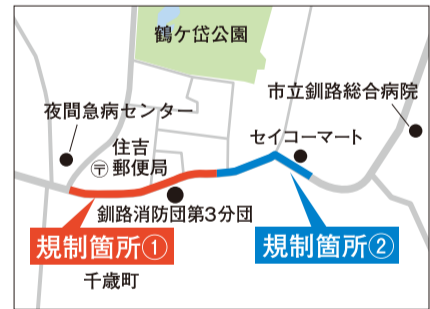 鶴ケ岱公園
市立釧路総合病院
夜間急病センター
セイコーマート
住吉
〒郵便局
釧路消防団第3分団
規制箇所①
規制箇所②
千歳町